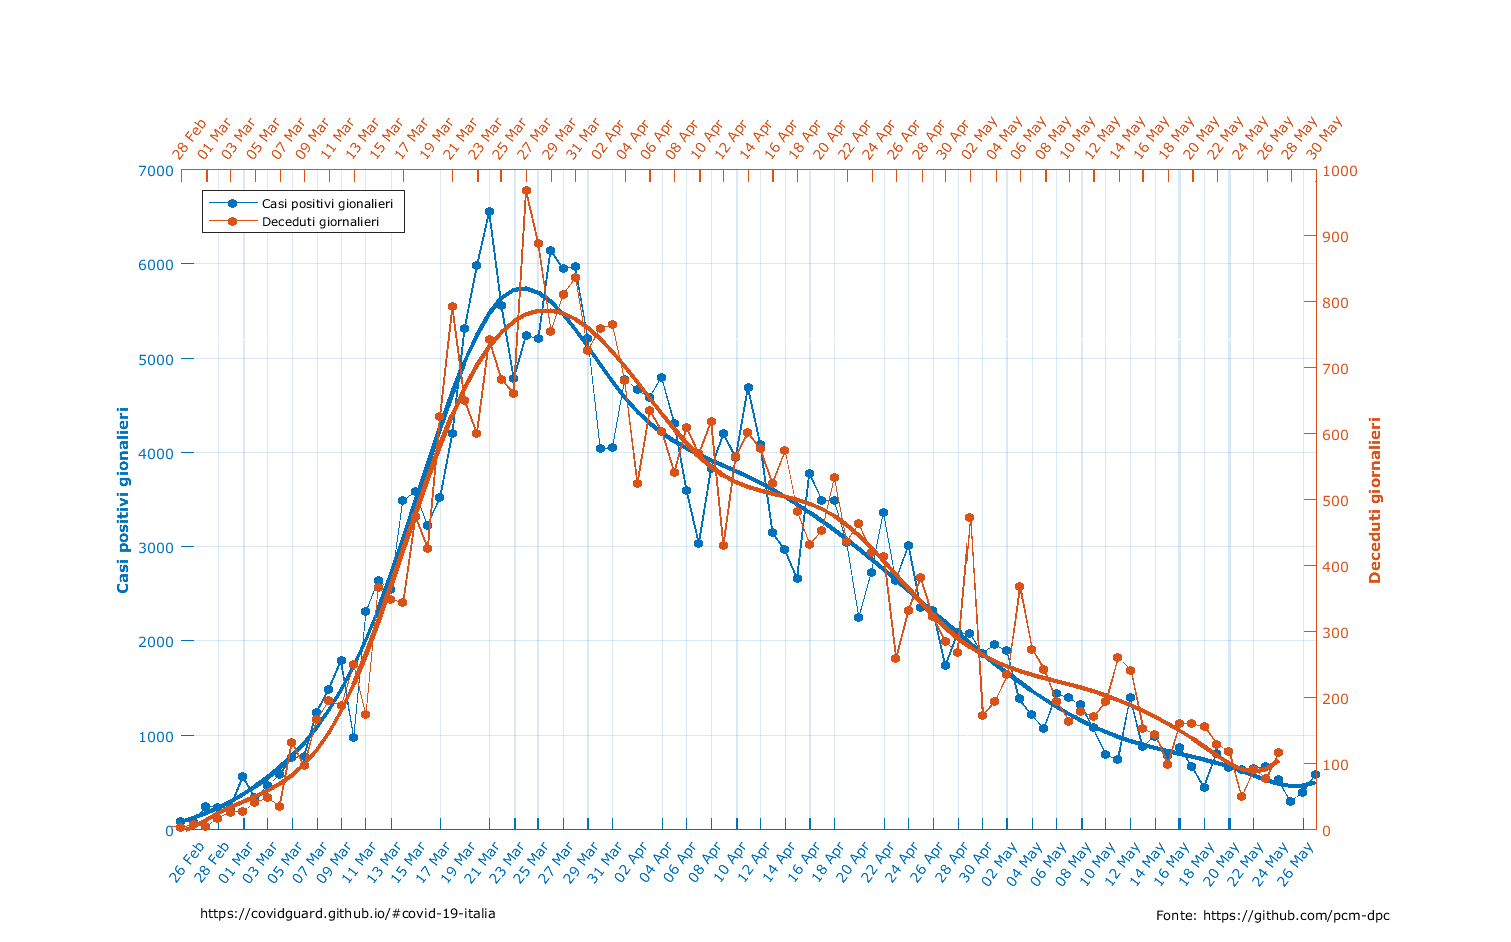 28 Feb 01 Mar 03 Mar 05 Mar 07 Mar 09 Mar 11 Mar 13 Mar 15 Mar 17 Mar 19 Mar 21 Mar 23 Mar 25 Mar 27 Mar 29 Mar 31 Mar 02 Apr 04 Apr 06 Apr 08 Apr 10 Apr 12 Apr 14 Apr 16 Apr 18 Apr 20 Apr 22 Apr 24 Apr 26 Apr 28 Apr 30 Apr 02 May 04 May 06 May 08 May 10 May 12 May 14 May 16 May 18 May 20 May 22 May 24 May 26 May 28 May 30 May
7000
6000
5000
4000
3000
2000
1000
0
Casi positivi gionalieri
Casi positivi gionalieri
Deceduti giornalieri
1000
900
800
700
600
500
400
300
200
100
0
Deceduti giornalieri
26 Feb 28 Feb 01 Mar 03 Mar 05 Mar 07 Mar 09 Mar 11 Mar 13 Mar 15 Mar 17 Mar 19 Mar 21 Mar 23 Mar 25 Mar 27 Mar 29 Mar 31 Mar 02 Apr 04 Apr 06 Apr 08 Apr 10 Apr 12 Apr 14 Apr 16 Apr 18 Apr 20 Apr 22 Apr 24 Apr 26 Apr 28 Apr 30 Apr 02 May 04 May 06 May 08 May 10 May 12 May 14 May 16 May 18 May 20 May 22 May 24 May 26 May
https://covidguard.github.io/#covid-19-italia
Fonte: https://github.com/pcm-dpc